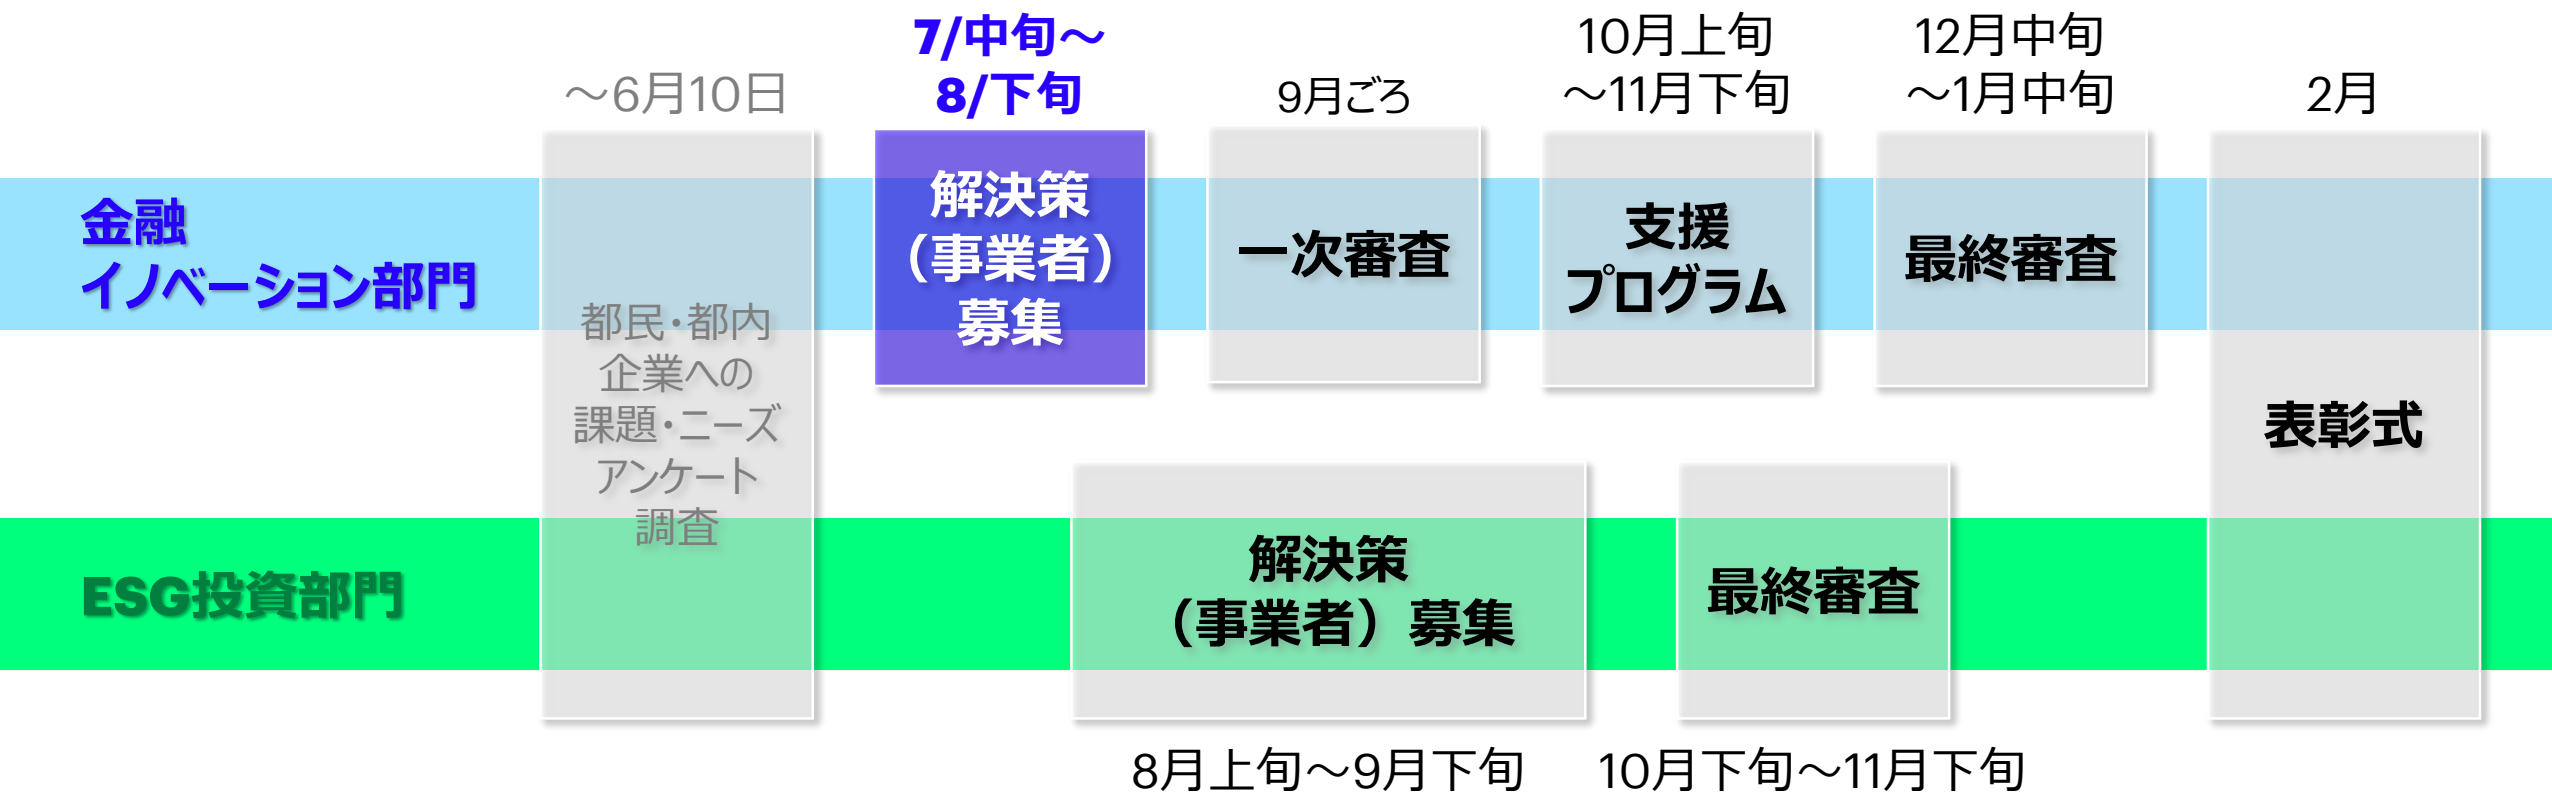 ～6月10日
7/中旬～
8/下旬
9月ごろ
10月上旬
～11月下旬
12月中旬
～1月中旬
2月
金融
イノベーション部門
都民・都内
企業への
課題・ニーズ
アンケート
調査
解決策
（事業者）
募集
一次審査
支援
プログラム
最終審査
表彰式
ESG投資部門
解決策
（事業者）募集
最終審査
8月上旬～9月下旬
10月下旬～11月下旬